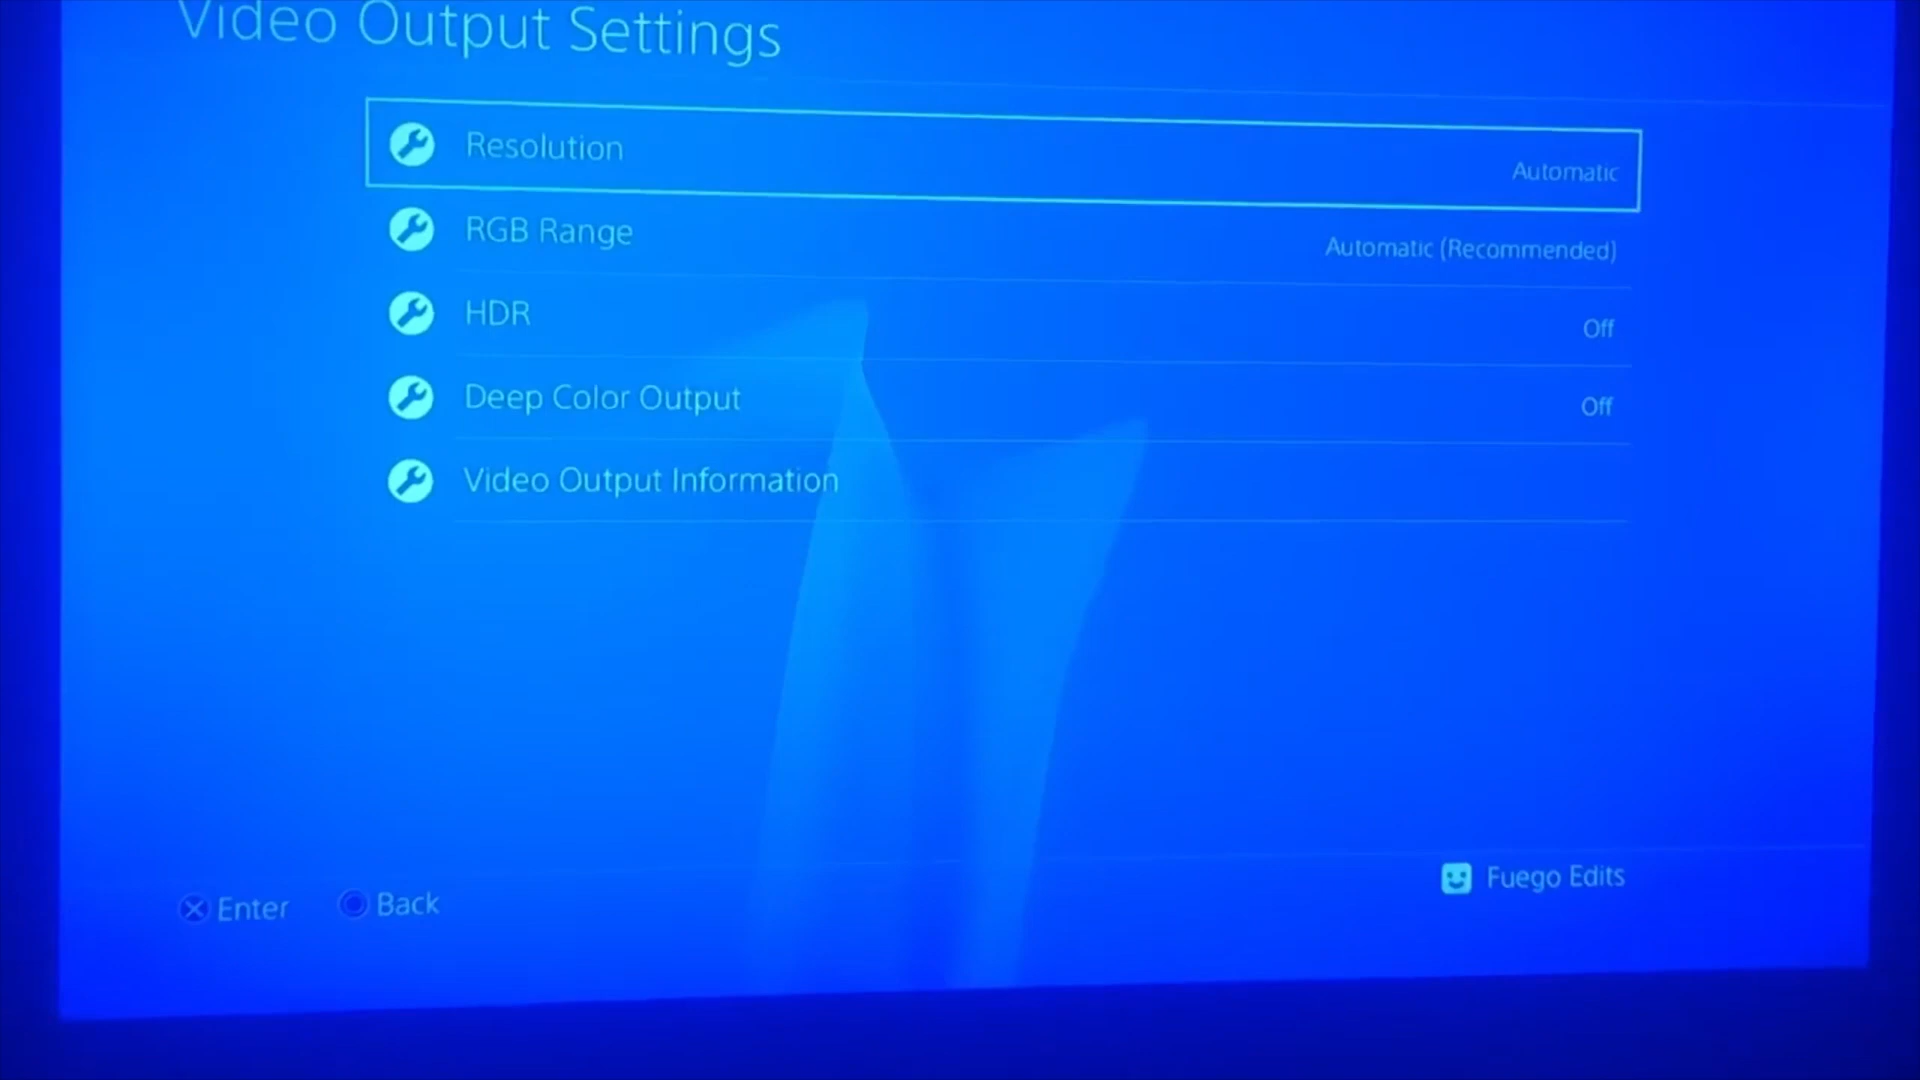 Video Output Settings
Resolution
Automatic
RGB Range
Automatic (Recommended)
HDR
Off
Deep Color Output
Off
Video Output Information
Enter
Back
Fuego Edits